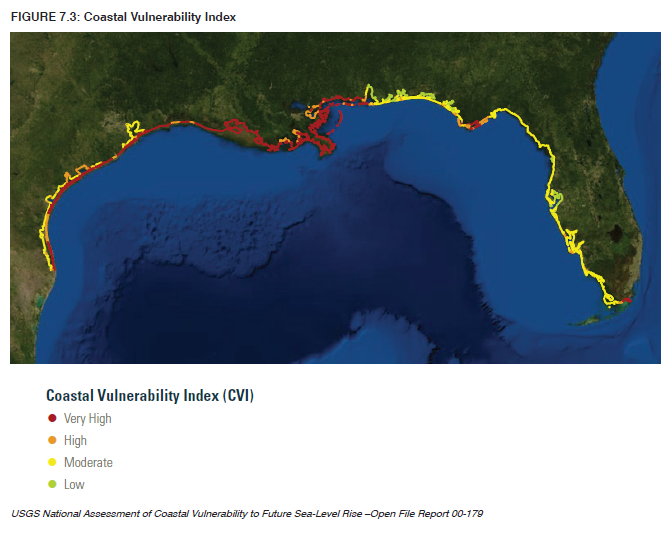 FIGURE 7.3: Coastal Vulnerability Index
Coastal Vulnerability Index (CVI)
Very High
High
Moderate
Low
USGS National Assessment of Coastal Vulnerability to Future Sea-Level Rise –Open File Report 00-179